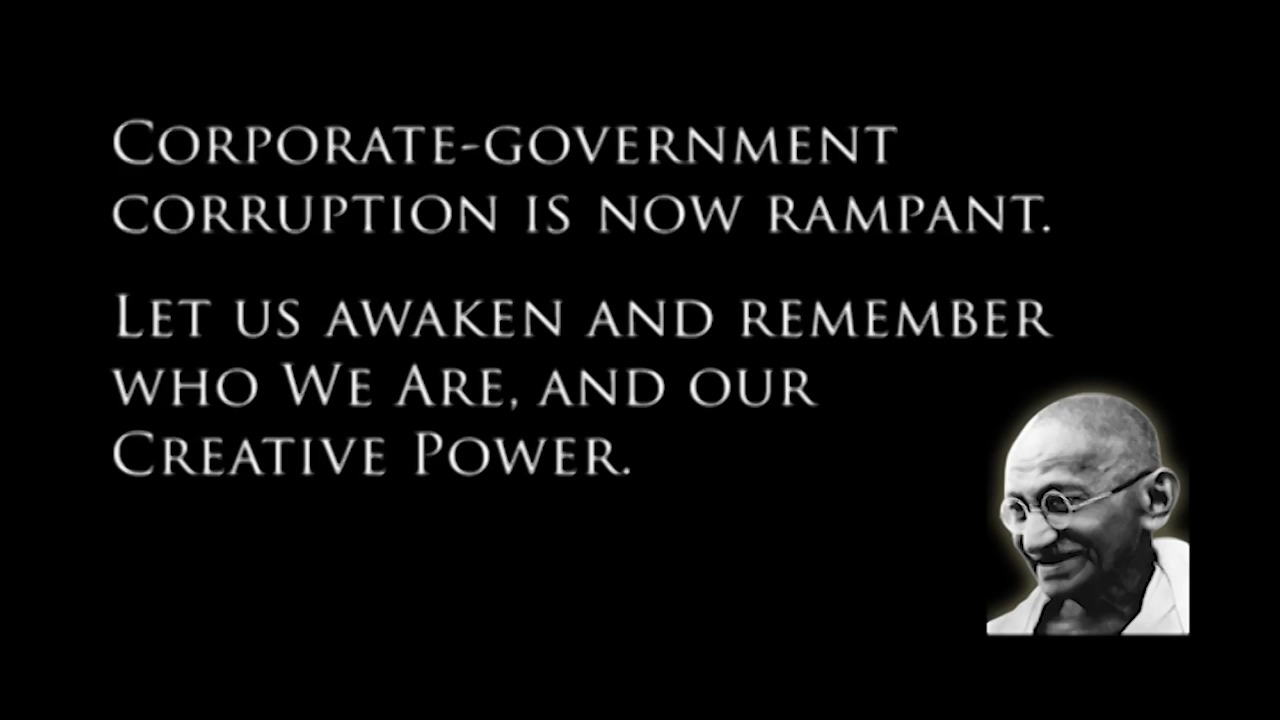 Corporate-government
corruption is now rampant.
Let us awaken and remember
who We Are, and our
Creative Power.